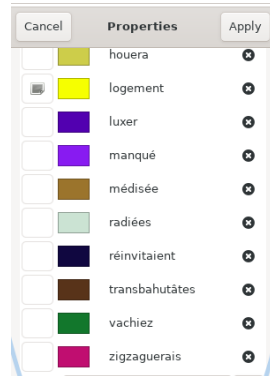 Cancel Properties Apply
houera
logement
luxer
manqué
médisée
radiées
réinvitaient
transbahutâtes
vachiez
zigzaguerais